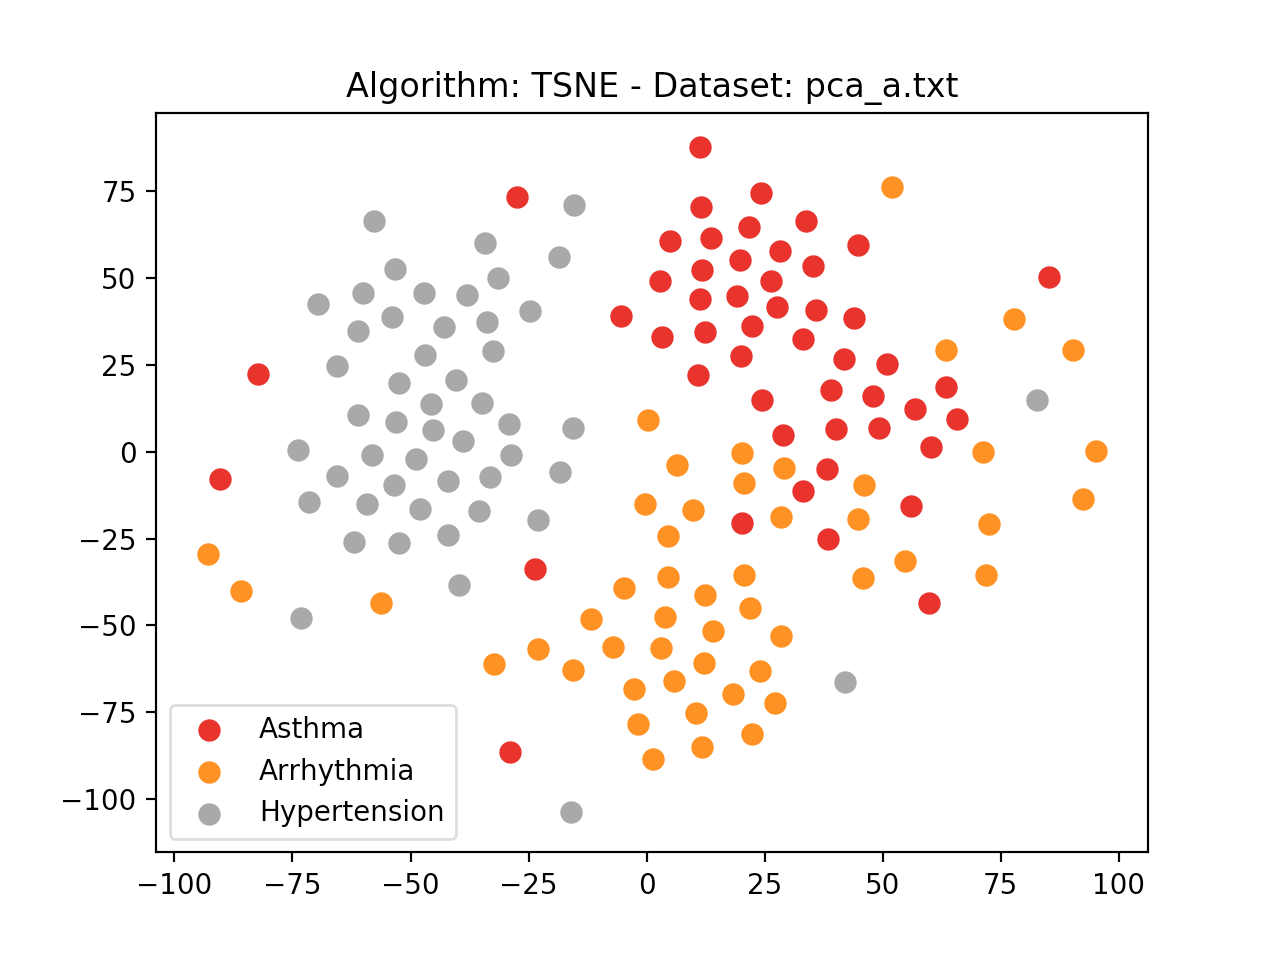 Algorithm: TSNE - Dataset: pca_a.txt
75
50
25
0
−25
−50
−75
−100
Asthma
Arrhythmia
Hypertension
−100 −75 −50 −25 0 25 50 75 100